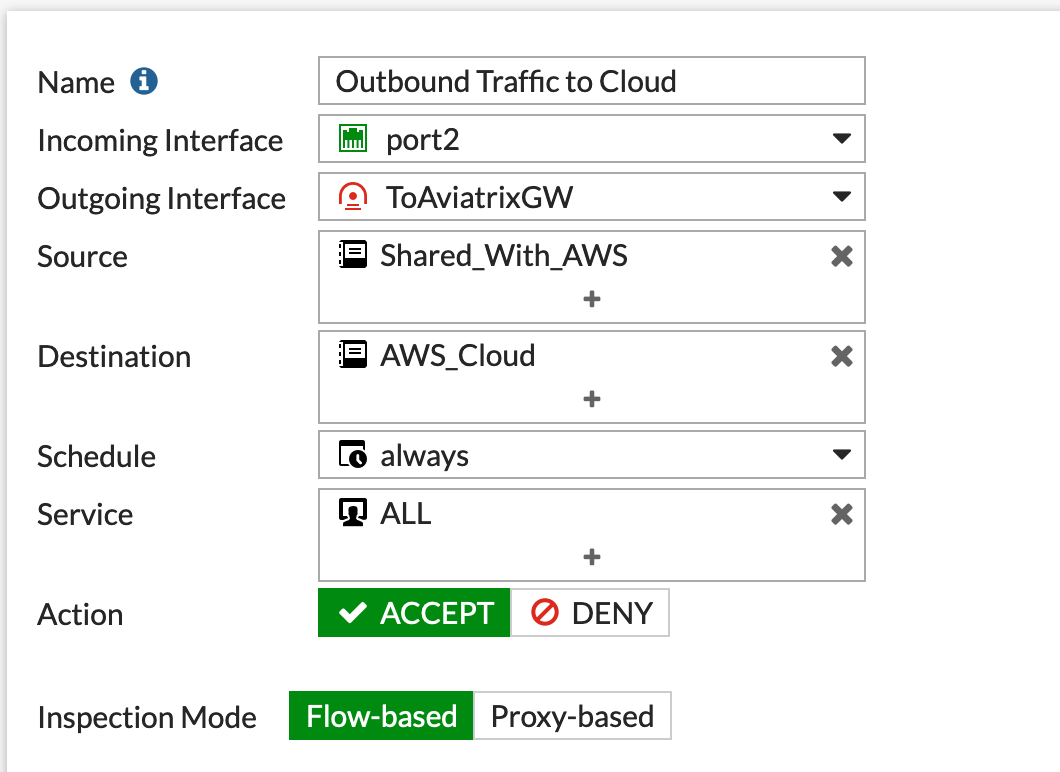 Name Outbound Traffic to Cloud
Incoming Interface port2
Outgoing Interface ToAviatrixGW
Source Shared_With_AWS
+
Destination AWS_Cloud
+
Schedule always
Service ALL
+
Action ACCEPT DENY
Inspection Mode Flow-based Proxy-based